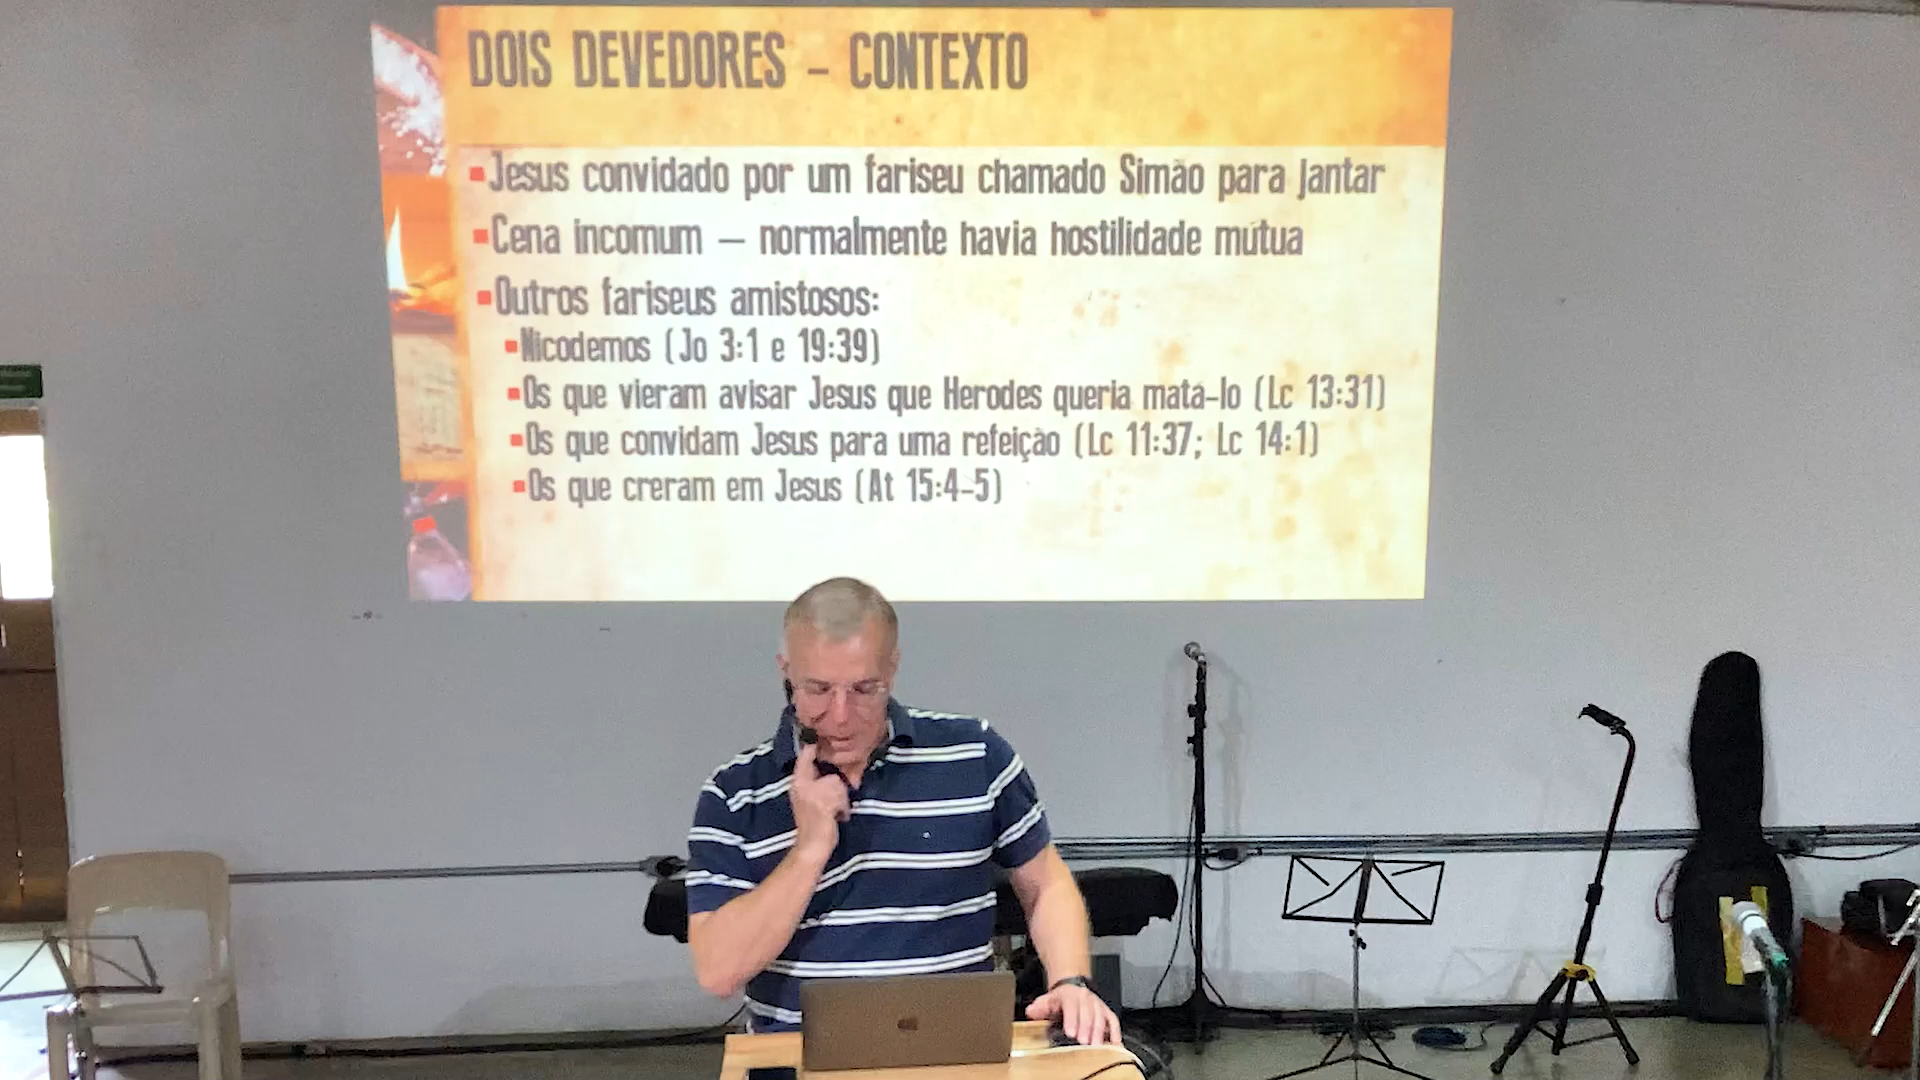 DOIS DEVEDORES – CONTEXTO
Jesus convidado por um fariseu chamado Simão para jantar
Cena incomum – normalmente havia hostilidade mútua
Outros fariseus amistosos:
Nicodemos (Jo 3:1 e 19:39)
Os que vieram avisar Jesus que Herodes queria matá-lo (Lc 13:31)
Os que convidam Jesus para uma refeição (Lc 11:37; Lc 14:1)
Os que creram em Jesus (At 15:4-5)